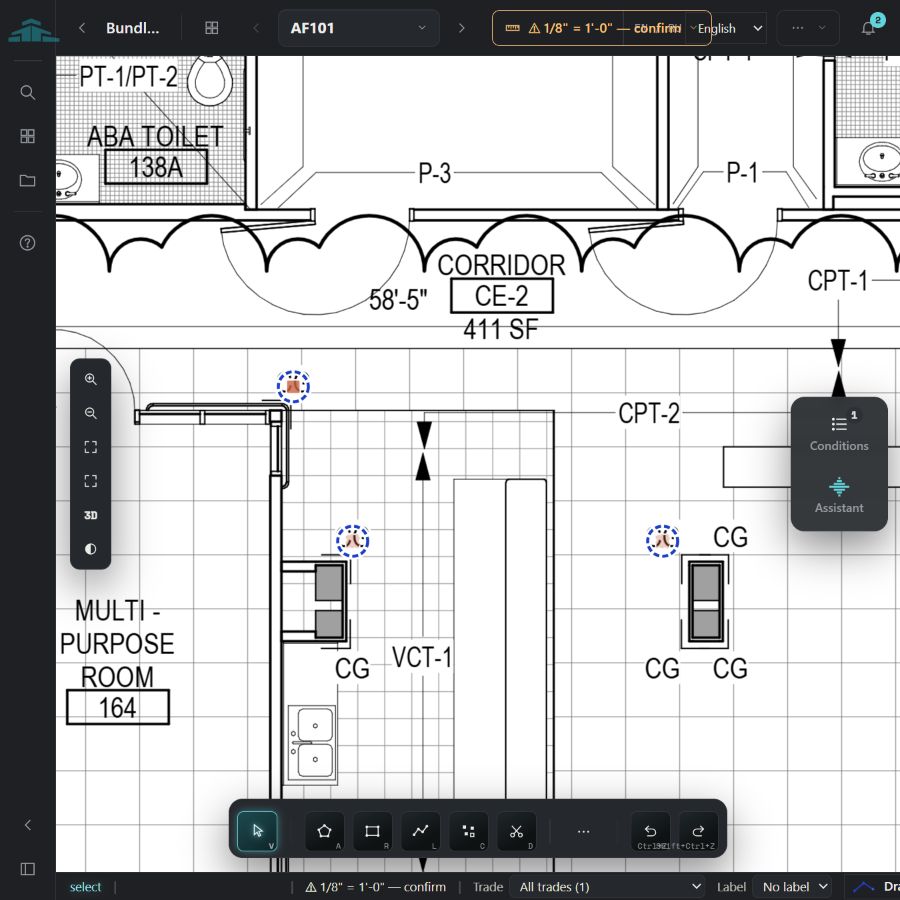 Bundl...
AF101
⚠ 1/8" = 1'-0" — confirm
English
2
PT-1/PT-2
ABA TOILET
138A
P-3
P-1
CORRIDOR
58'-5"
CE-2
411 SF
CPT-1
CPT-2
1
Conditions
Assistant
3D
CG
MULTI -
PURPOSE
ROOM
164
CG
VCT-1
CG
CG
V
A
R
L
C
D
select
⚠ 1/8" = 1'-0" — confirm
Trade
All trades (1)
Label
No label